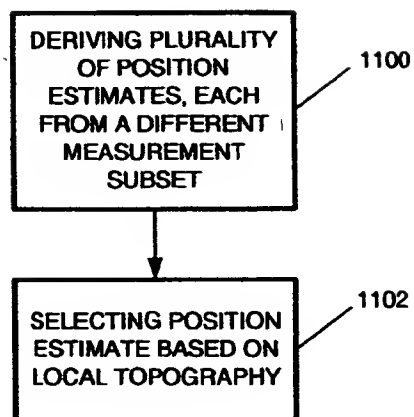 DERIVING PLURALITY
OF POSITION
ESTIMATES, EACH
FROM A DIFFERENT
MEASUREMENT
SUBSET
1100
SELECTING POSITION
ESTIMATE BASED ON
LOCAL TOPOGRAPHY
1102